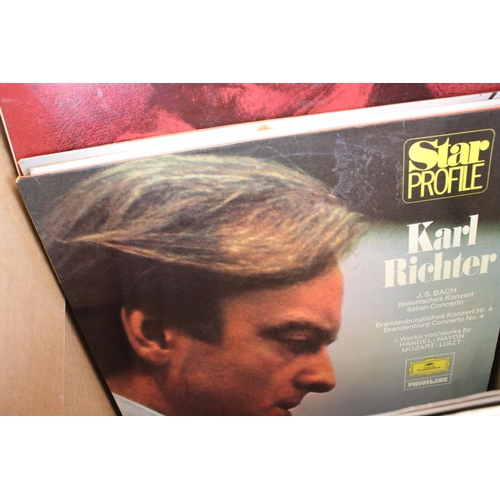 Star
PROFILE
Karl
Richter
J. S. BACH
Italienisches Konzert
Italian Concerto
Brandenburgisches Konzert Nr. 4
Brandenburg Concerto No. 4
+ Werke von/works by
HÄNDEL·HAYDN
MOZART·LISZT
PRIVILEGE